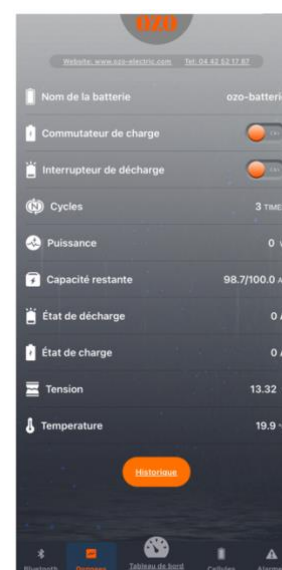 OZO
Website: www.ozo-electric.com Tel: 04 42 52 17 87
Nom de la batterie ozo-batteri
Commutateur de charge
Interrupteur de décharge
Cycles 3 TIME
Puissance 0
Capacité restante 98.7/100.0 A
État de décharge 0
État de charge 0
Tension 13.32
Temperature 19.9
Historique
Bluetooth Données Tableau de bord Cellules Alarme